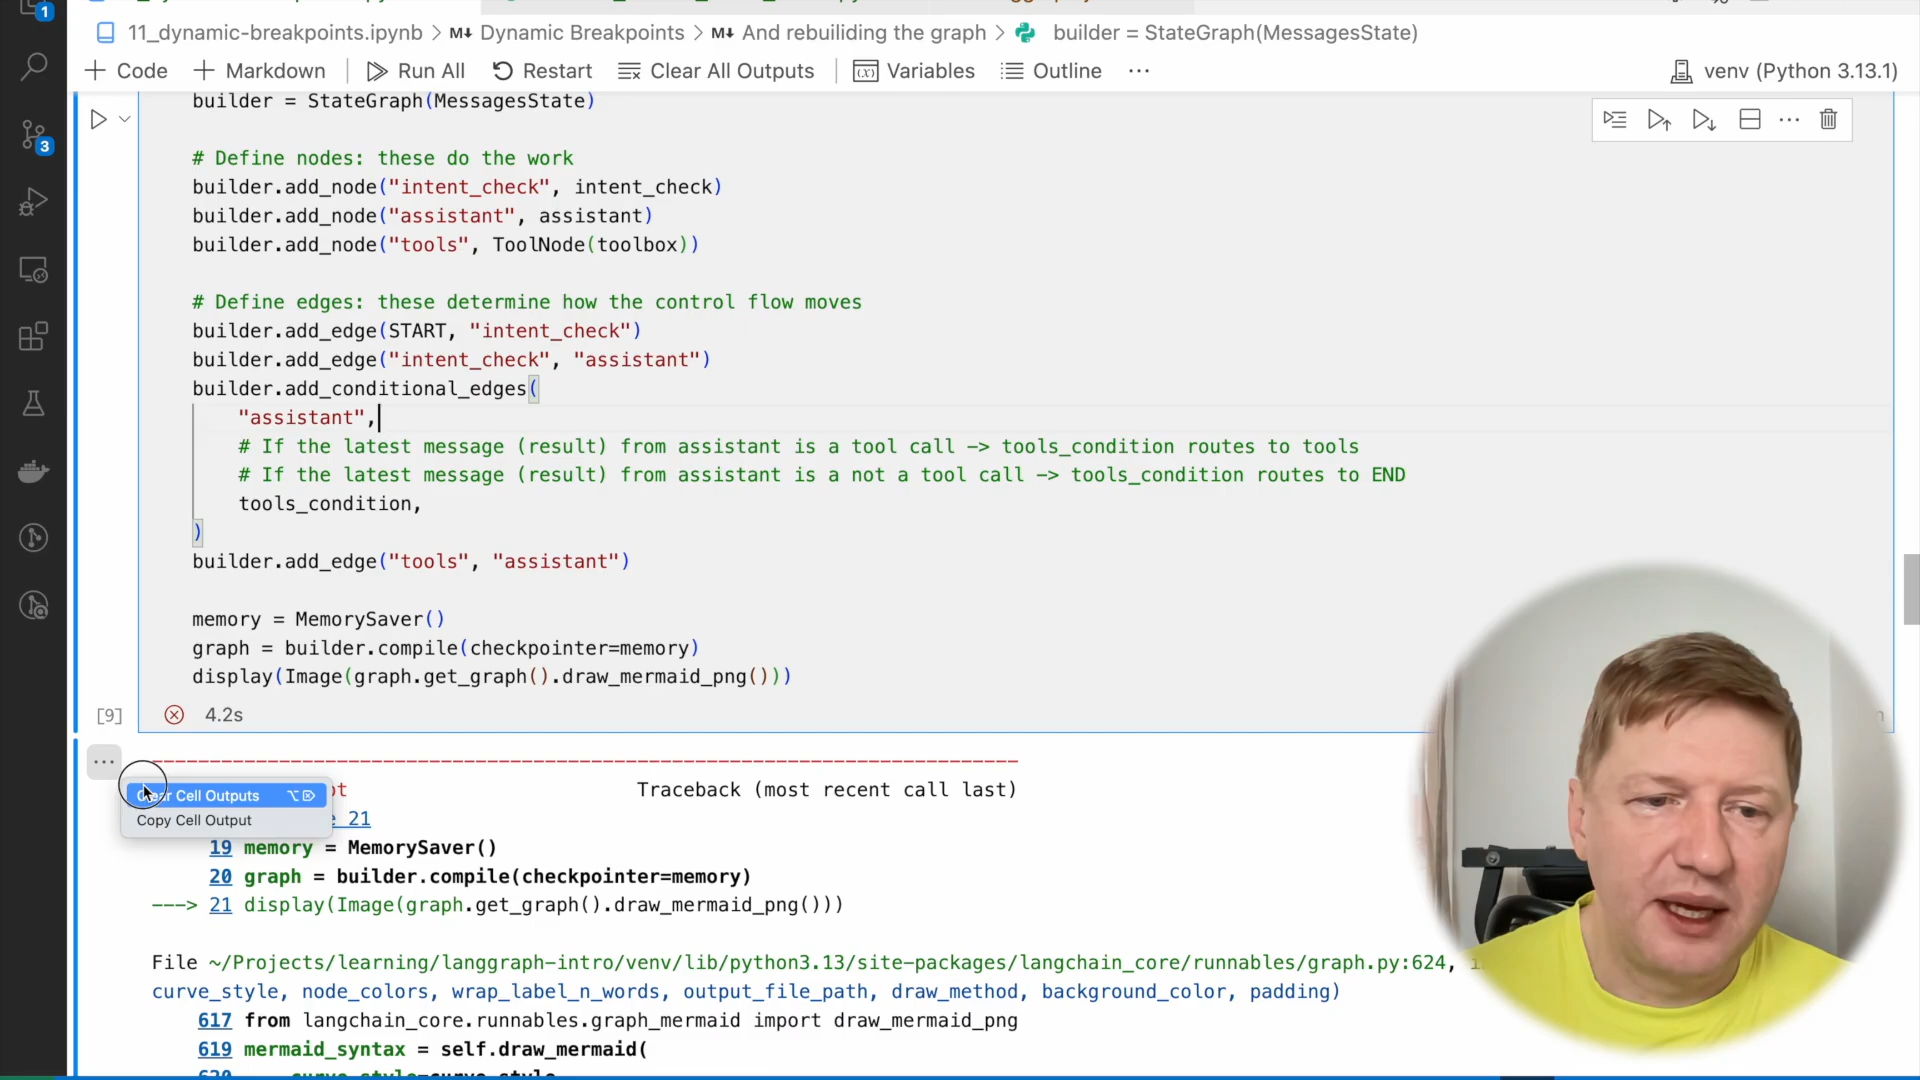 1
11_dynamic-breakpoints.ipynb > M↓ Dynamic Breakpoints > M↓ And rebuiliding the graph > builder = StateGraph(MessagesState)
+ Code + Markdown Run All Restart Clear All Outputs Variables Outline ... venv (Python 3.13.1)
builder = StateGraph(MessagesState)
3
# Define nodes: these do the work
builder.add_node("intent_check", intent_check)
builder.add_node("assistant", assistant)
builder.add_node("tools", ToolNode(toolbox))
# Define edges: these determine how the control flow moves
builder.add_edge(START, "intent_check")
builder.add_edge("intent_check", "assistant")
builder.add_conditional_edges(
"assistant",
# If the latest message (result) from assistant is a tool call -> tools_condition routes to tools
# If the latest message (result) from assistant is a not a tool call -> tools_condition routes to END
tools_condition,
)
builder.add_edge("tools", "assistant")
memory = MemorySaver()
graph = builder.compile(checkpointer=memory)
display(Image(graph.get_graph().draw_mermaid_png()))
[9] 4.2s
Traceback (most recent call last)
Cell Outputs ⌥⌦
Copy Cell Output
21
19 memory = MemorySaver()
20 graph = builder.compile(checkpointer=memory)
---> 21 display(Image(graph.get_graph().draw_mermaid_png()))
File ~/Projects/learning/langgraph-intro/venv/lib/python3.13/site-packages/langchain_core/runnables/graph.py:624,
curve_style, node_colors, wrap_label_n_words, output_file_path, draw_method, background_color, padding)
617 from langchain_core.runnables.graph_mermaid import draw_mermaid_png
619 mermaid_syntax = self.draw_mermaid(